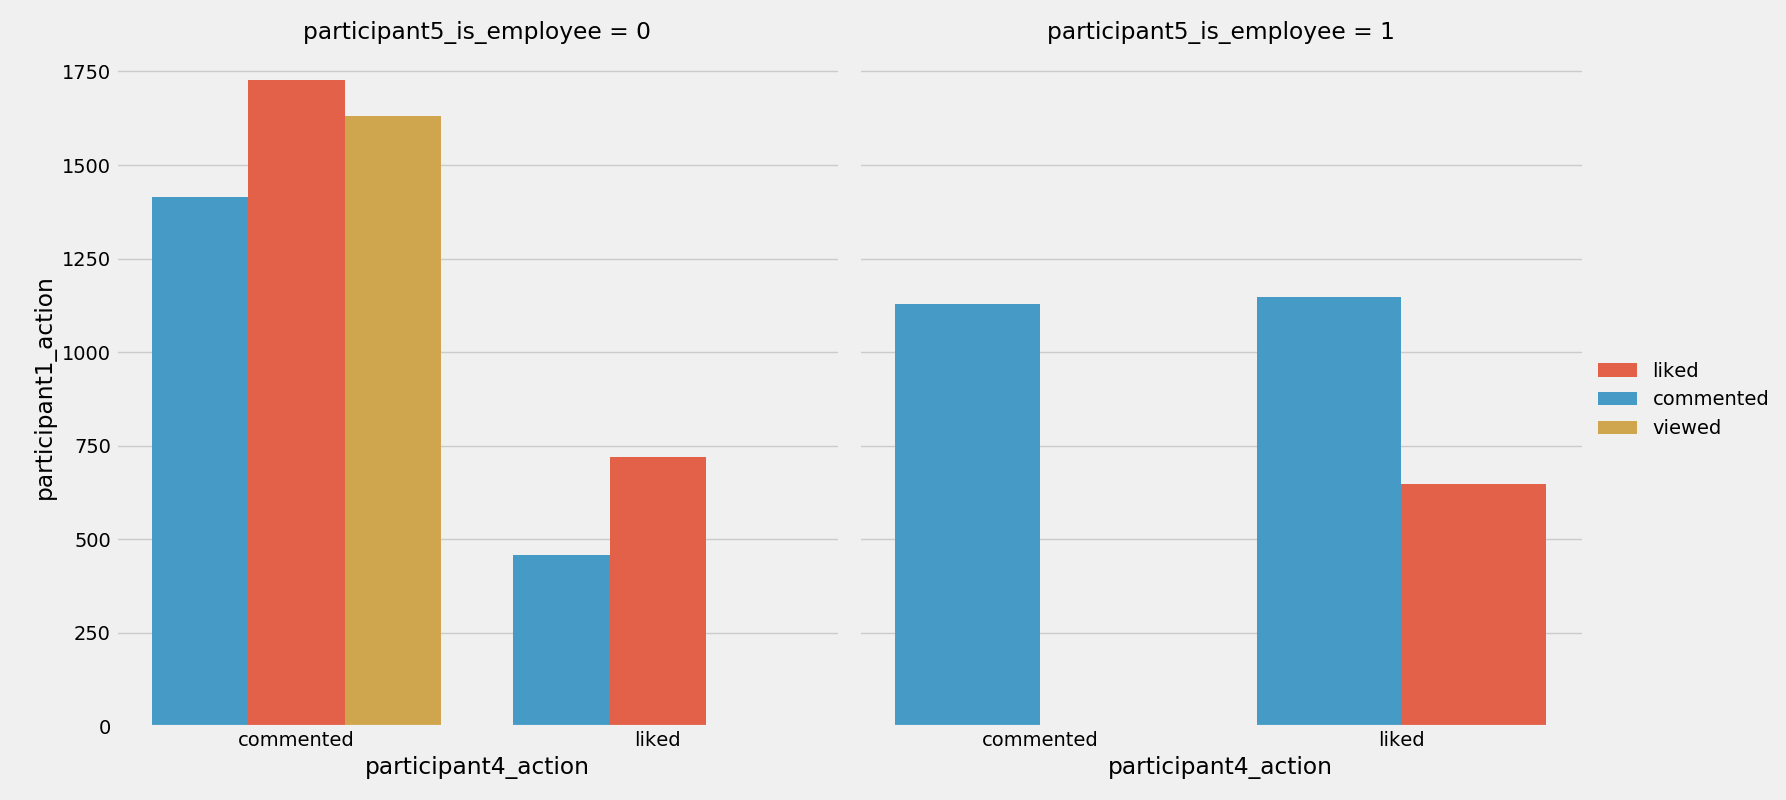 participant5_is_employee = 0
participant5_is_employee = 1
participant1_action
1750
1500
1250
1000
750
500
250
0
commented
liked
commented
liked
participant4_action
participant4_action
liked
commented
viewed